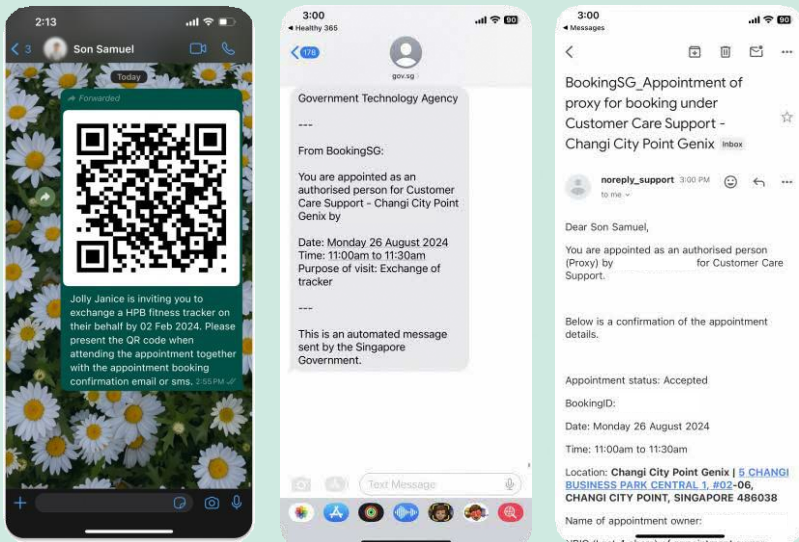 2:13
3
Son Samuel
Today
Forwarded
Jolly Janice is inviting you to
exchange a HPB fitness tracker on
their behalf by 02 Feb 2024. Please
present the QR code when
attending the appointment together
with the appointment booking
confirmation email or sms. 2:55 PM
3:00
90
Healthy 365
178
gov.sg
Government Technology Agency
---
From BookingSG:
You are appointed as an
authorised person for Customer
Care Support - Changi City Point
Genix by
Date: Monday 26 August 2024
Time: 11:00am to 11:30am
Purpose of visit: Exchange of
tracker
---
This is an automated message
sent by the Singapore
Government.
Text Message
3:00
90
Messages
BookingSG_Appointment of
proxy for booking under
Customer Care Support -
Changi City Point Genix Inbox
noreply_support 3:00 PM
to me
Dear Son Samuel,
You are appointed as an authorised person
(Proxy) by for Customer Care
Support.
Below is a confirmation of the appointment
details.
Appointment status: Accepted
BookingID:
Date: Monday 26 August 2024
Time: 11:00am to 11:30am
Location: Changi City Point Genix | 5 CHANGI
BUSINESS PARK CENTRAL 1, #02-06,
CHANGI CITY POINT, SINGAPORE 486038
Name of appointment owner: